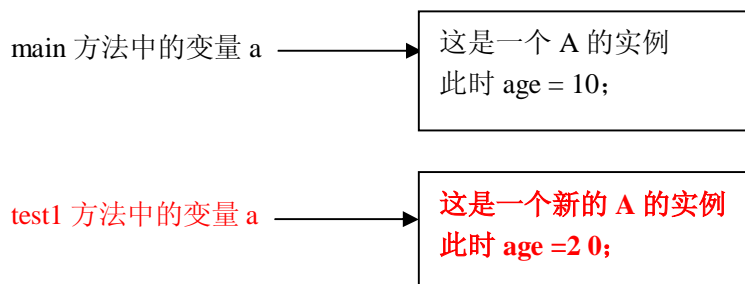 main 方法中的变量 a
这是一个 A 的实例
此时 age = 10；
test1 方法中的变量 a
这是一个新的 A 的实例
此时 age =2 0；